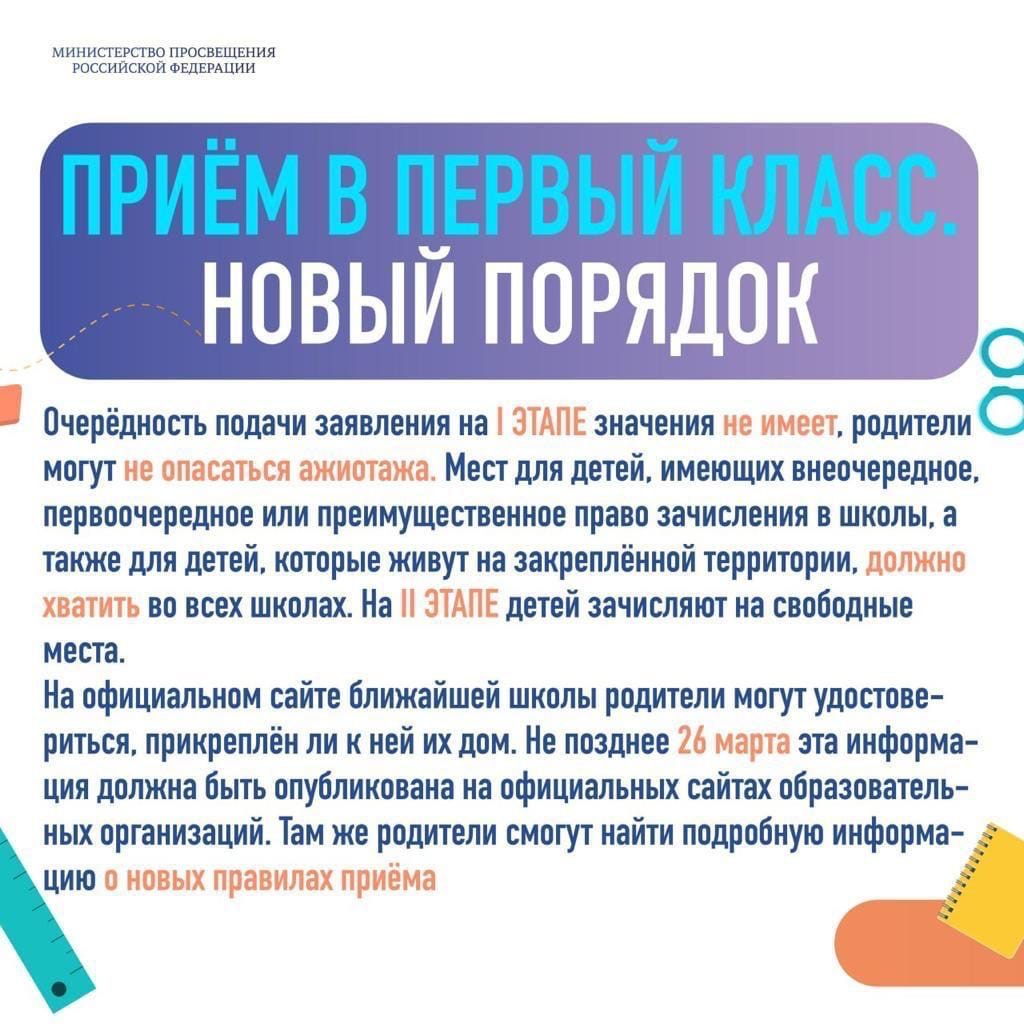 МИНИСТЕРСТВО ПРОСВЕЩЕНИЯ
РОССИЙСКОЙ ФЕДЕРАЦИИ
ПРИЁМ В ПЕРВЫЙ КЛАСС.
НОВЫЙ ПОРЯДОК
Очерёдность подачи заявления на I ЭТАПЕ значения не имеет, родители
могут не опасаться ажиотажа. Мест для детей, имеющих внеочередное,
первоочередное или преимущественное право зачисления в школы, а
также для детей, которые живут на закреплённой территории, должно
хватить во всех школах. На II ЭТАПЕ детей зачисляют на свободные
места.
На официальном сайте ближайшей школы родители могут удостове-
риться, прикреплён ли к ней их дом. Не позднее 26 марта эта информа-
ция должна быть опубликована на официальных сайтах образователь-
ных организаций. Там же родители смогут найти подробную информа-
цию о новых правилах приёма